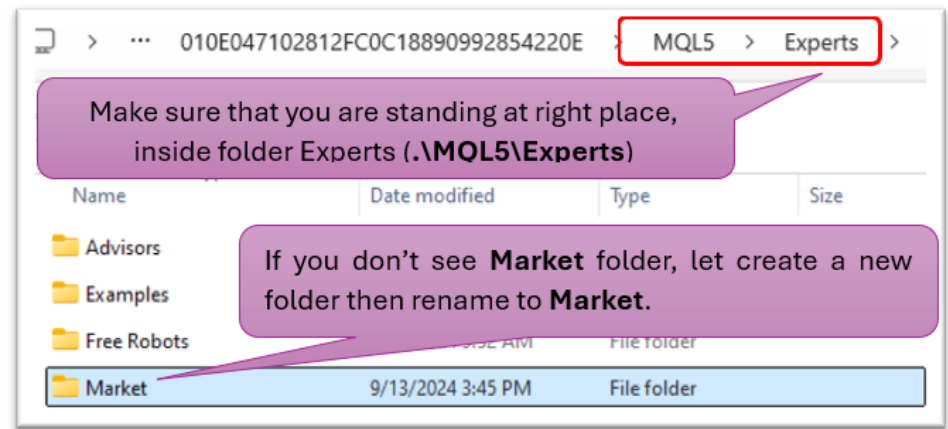 > ... 010E047102812FC0C18890992854220E > MQL5 > Experts >
Make sure that you are standing at right place,
inside folder Experts (.\MQL5\Experts)
Name Date modified Type Size
Advisors
If you don’t see Market folder, let create a new
Examples
folder then rename to Market.
Free Robots AM File folder
Market 9/13/2024 3:45 PM File folder